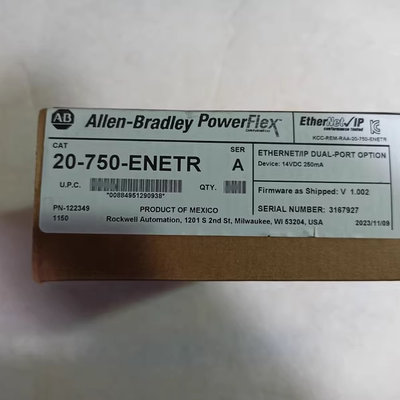 AB Allen-Bradley PowerFlex EtherNet/IP
conformance tested
KCC-REM-RAA-20-750-ENETR
CAT SER
20-750-ENETR A
ETHERNET/IP DUAL-PORT OPTION
Device: 14VDC 250mA
U.P.C. QTY.
*00884951290938*
Firmware as Shipped: V 1.002
PN-122349 PRODUCT OF MEXICO SERIAL NUMBER: 3167927
1150 Rockwell Automation, 1201 S 2nd St, Milwaukee, WI 53204, USA 2023/11/09